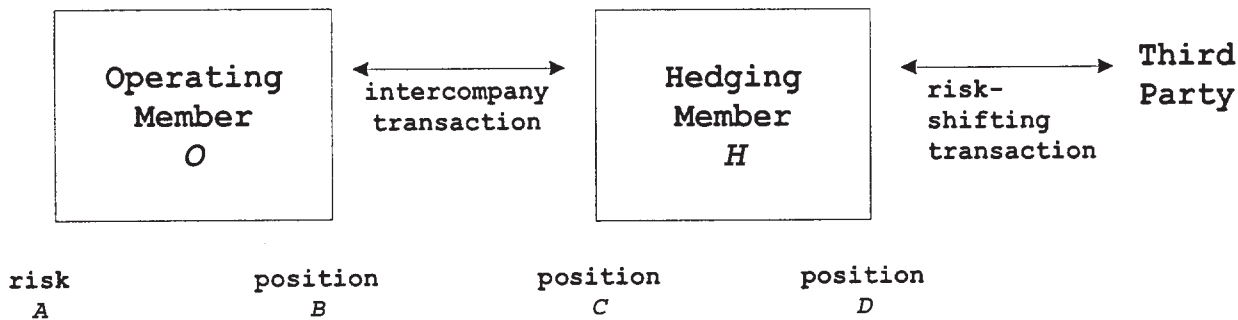 Operating
Member
O
intercompany
transaction
Hedging
Member
H
risk-
shifting
transaction
Third
Party
risk
A
position
B
position
C
position
D